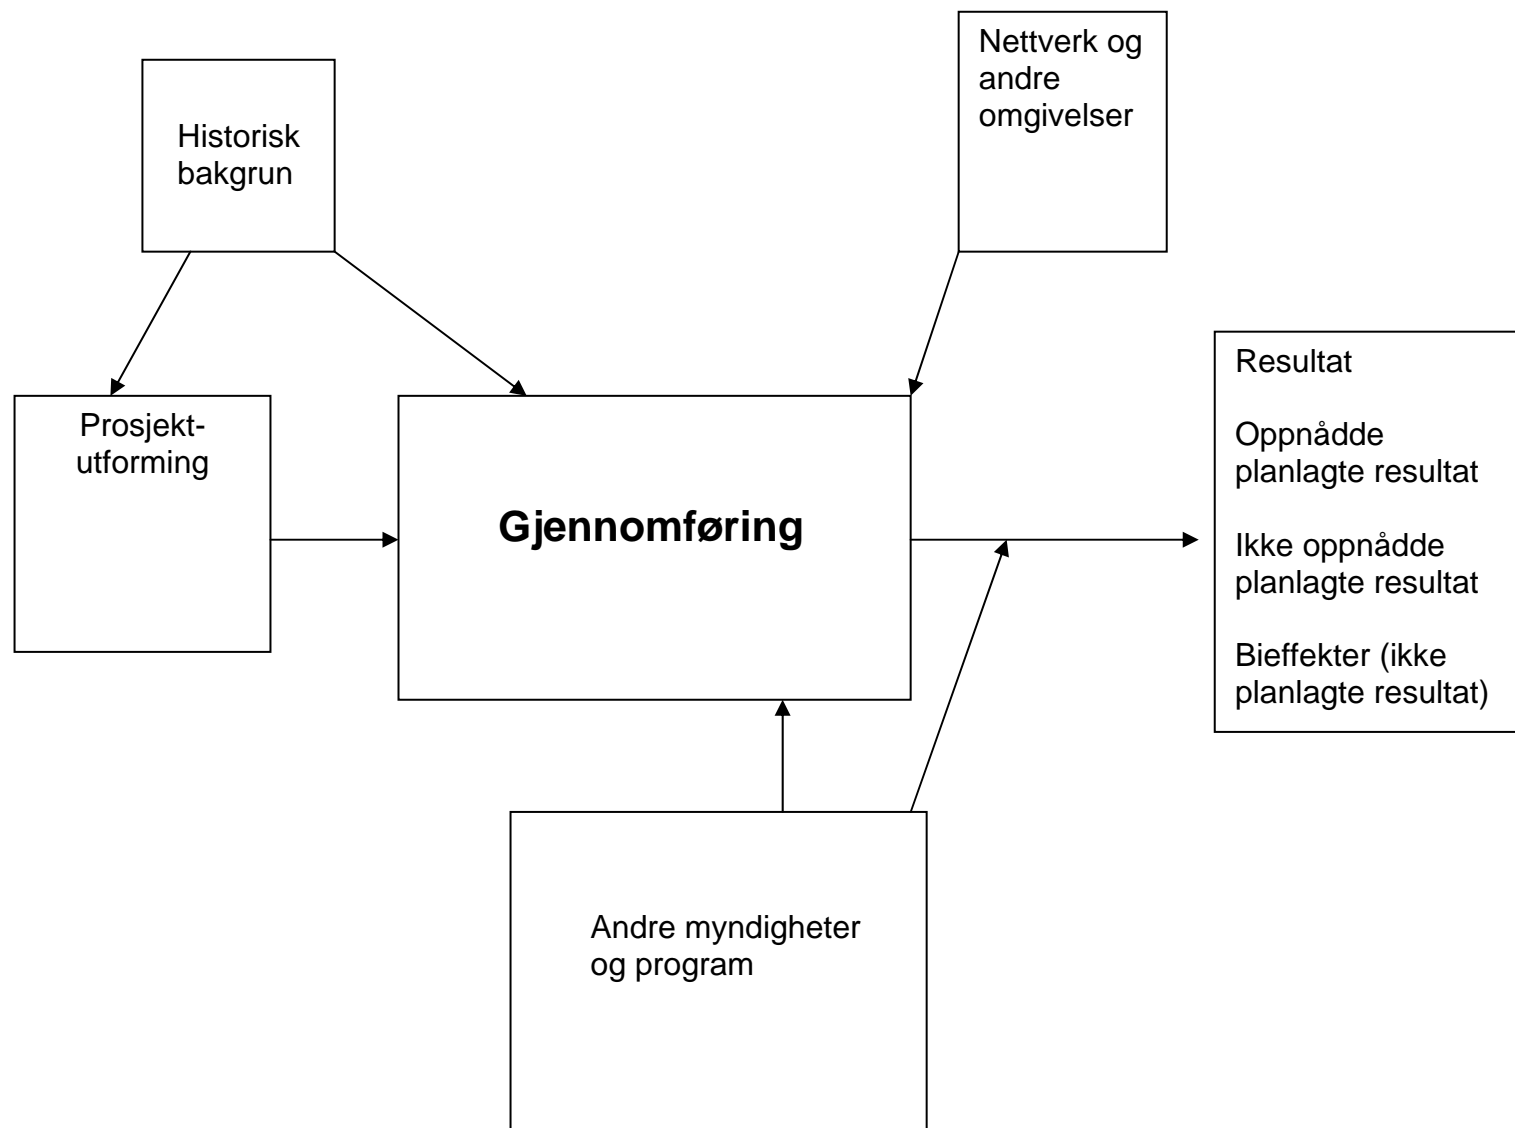 Nettverk og
andre
omgivelser
Historisk
bakgrun
Resultat
Oppnådde
planlagte resultat
Ikke oppnådde
planlagte resultat
Bieffekter (ikke
planlagte resultat)
Prosjekt-
utforming
Gjennomføring
Andre myndigheter
og program